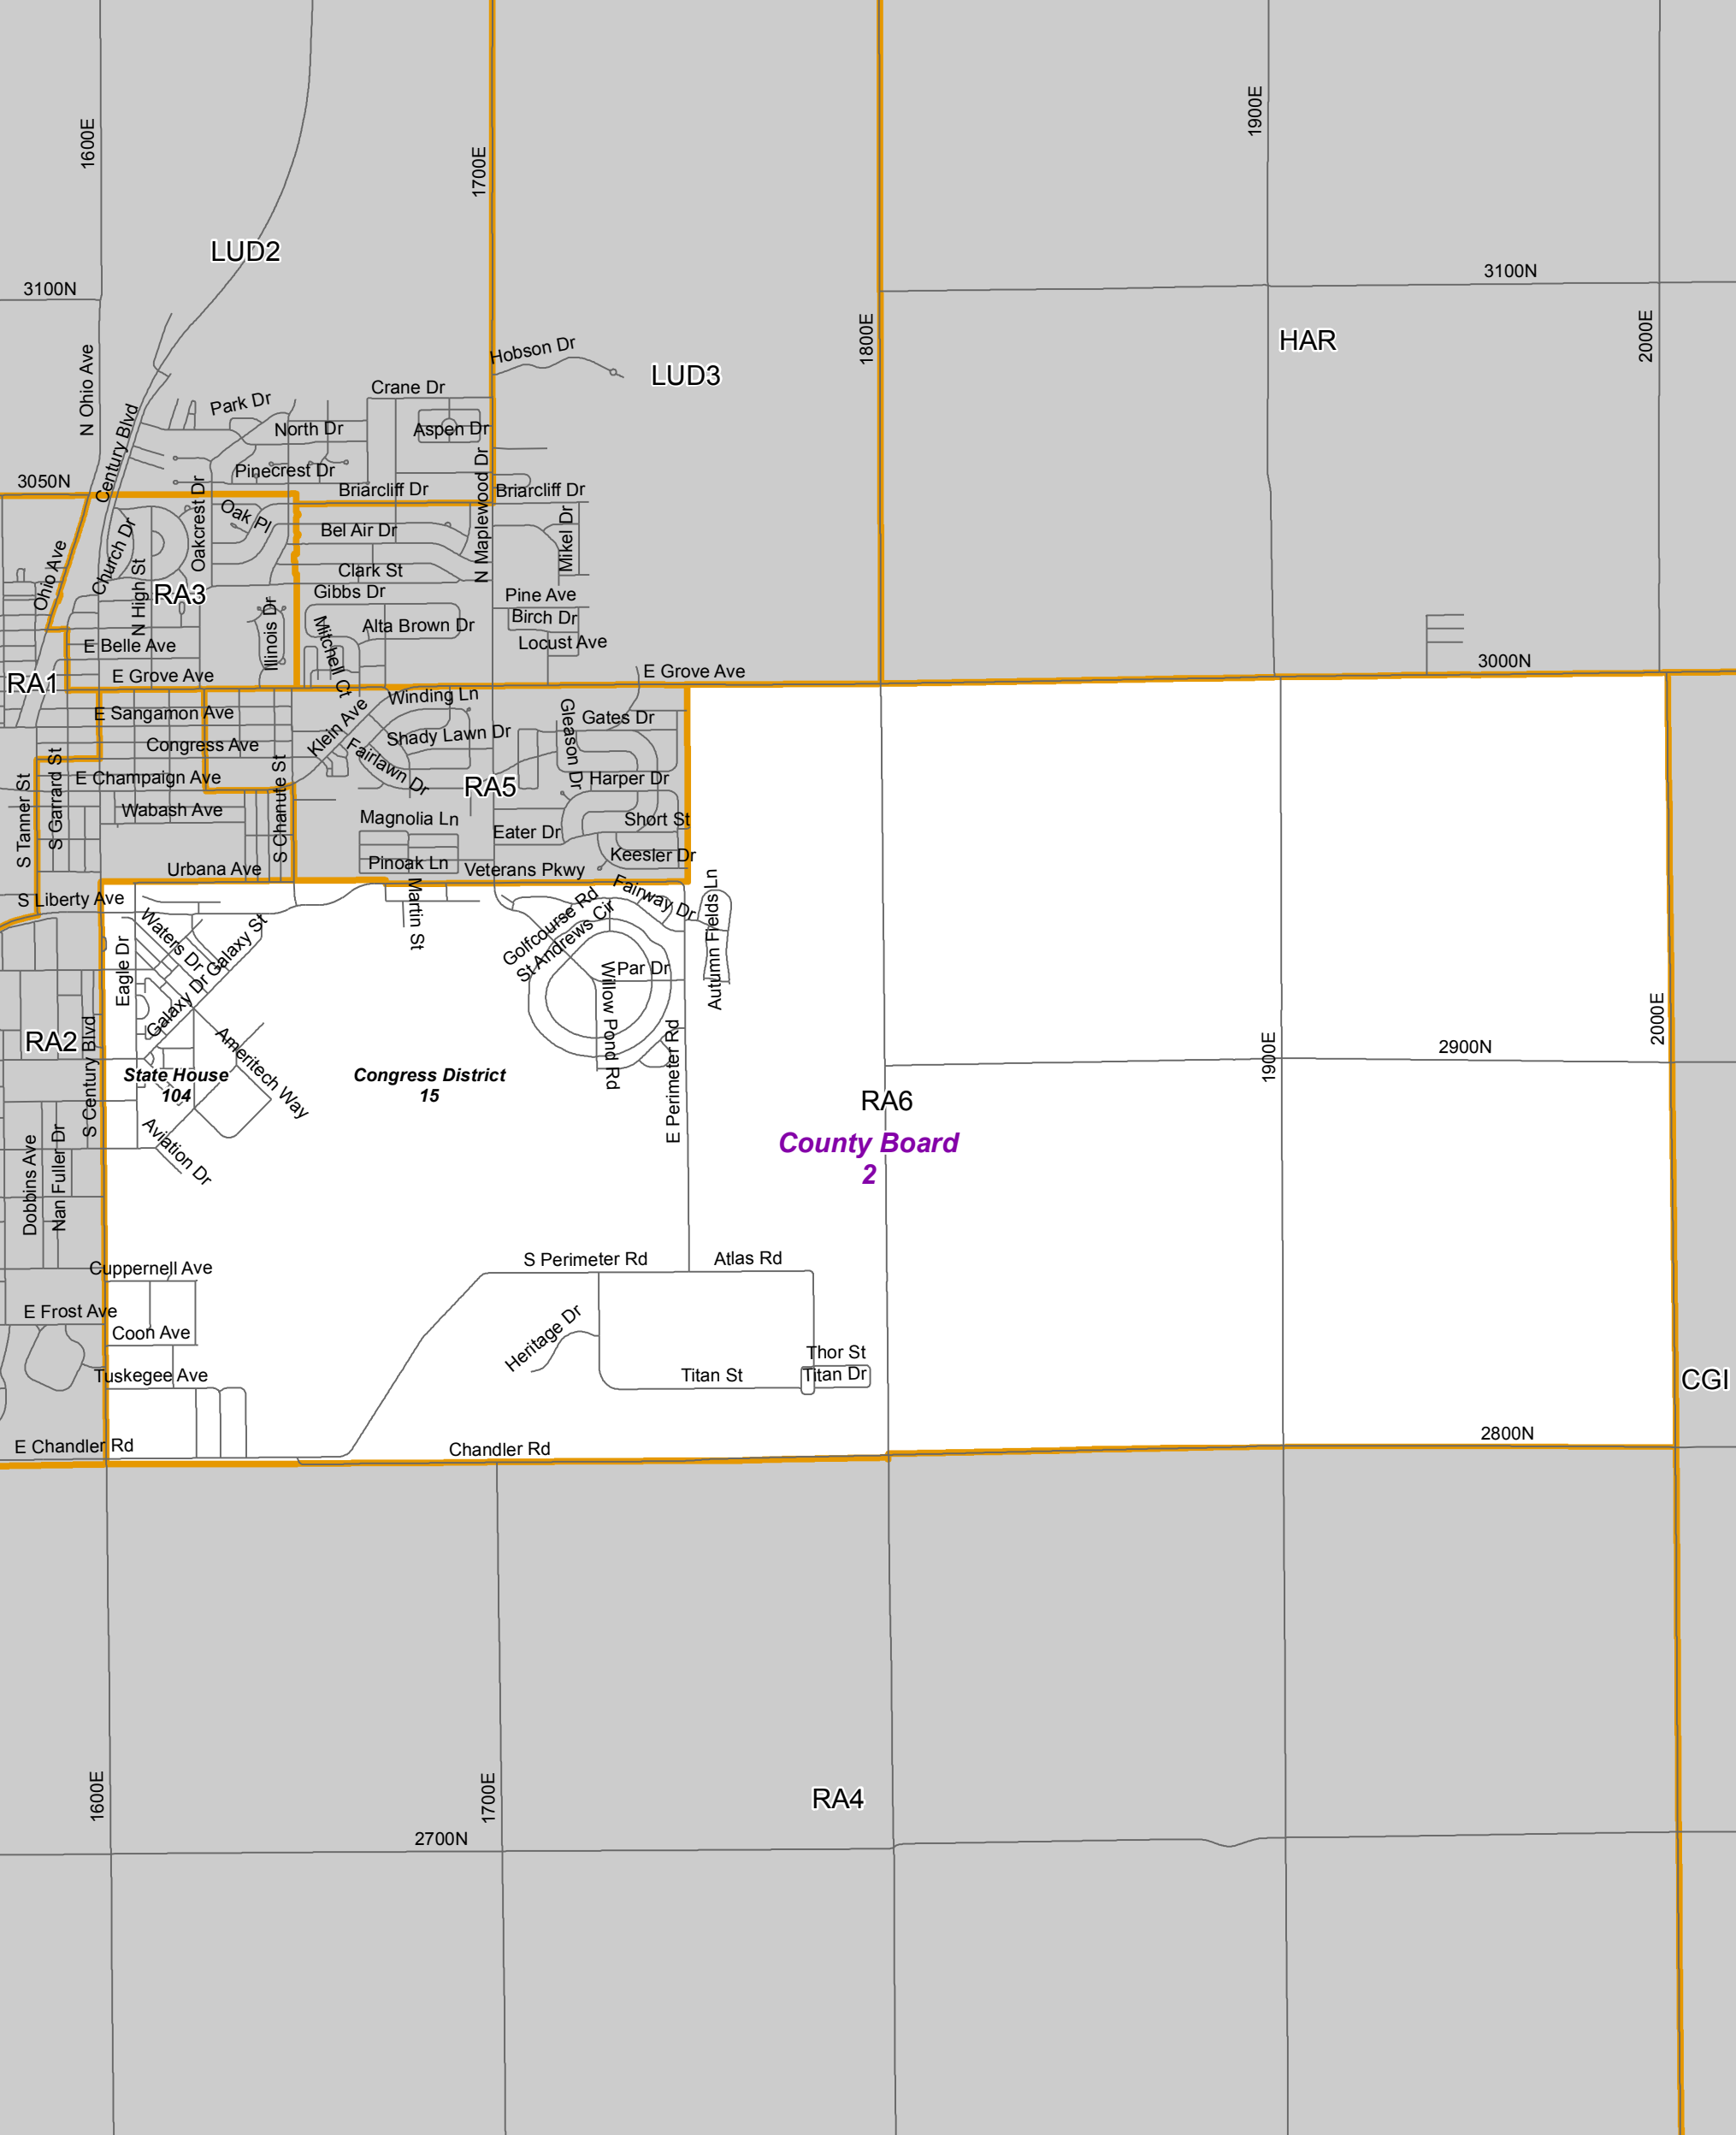 1600E
1700E
1900E
LUD2
3100N
3100N
1800E
2000E
HAR
N Ohio Ave
Hobson Dr
LUD3
Crane Dr
Park Dr
Century Blvd
North Dr
Aspen Dr
Pinecrest Dr
3050N
Briarcliff Dr
Briarcliff Dr
N Maplewood Dr
Oakcrest Dr
Oak Pl
Bel Air Dr
Mikel Dr
Church Dr
Ohio Ave
Clark St
N High St
RA3
Gibbs Dr
Pine Ave
Illinois Dr
Mitchell Ct
Alta Brown Dr
Birch Dr
E Belle Ave
Locust Ave
RA1
E Grove Ave
E Grove Ave
3000N
Winding Ln
E Sangamon Ave
Klein Ave
Gleason Dr
Gates Dr
Congress Ave
Fairlawn Dr
Shady Lawn Dr
S Tanner St
S Garrard St
E Champaign Ave
S Chanute St
RA5
Harper Dr
Wabash Ave
Magnolia Ln
Eater Dr
Short St
Urbana Ave
Pinoak Ln
Veterans Pkwy
Keesler Dr
S Liberty Ave
Martin St
Golfcourse Rd
St Andrews Cir
Fairway Dr
Autumn Fields Ln
Eagle Dr
Waters Dr
Galaxy St
Galaxy Dr
Willow Pond Rd
Par Dr
2000E
RA2
S Century Blvd
Ameritech Way
E Perimeter Rd
1900E
2900N
State House
104
Congress District
15
RA6
County Board
2
Aviation Dr
Dobbins Ave
Nan Fuller Dr
Cuppernell Ave
S Perimeter Rd
Atlas Rd
E Frost Ave
Coon Ave
Heritage Dr
Thor St
Tuskegee Ave
Titan St
Titan Dr
CGI
E Chandler Rd
Chandler Rd
2800N
1600E
1700E
RA4
2700N